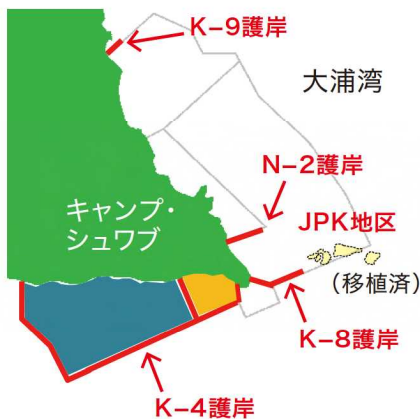 K-9護岸
大浦湾
N-2護岸
キャンプ・
シュワブ
JPK地区
(移植済)
K-8護岸
K-4護岸